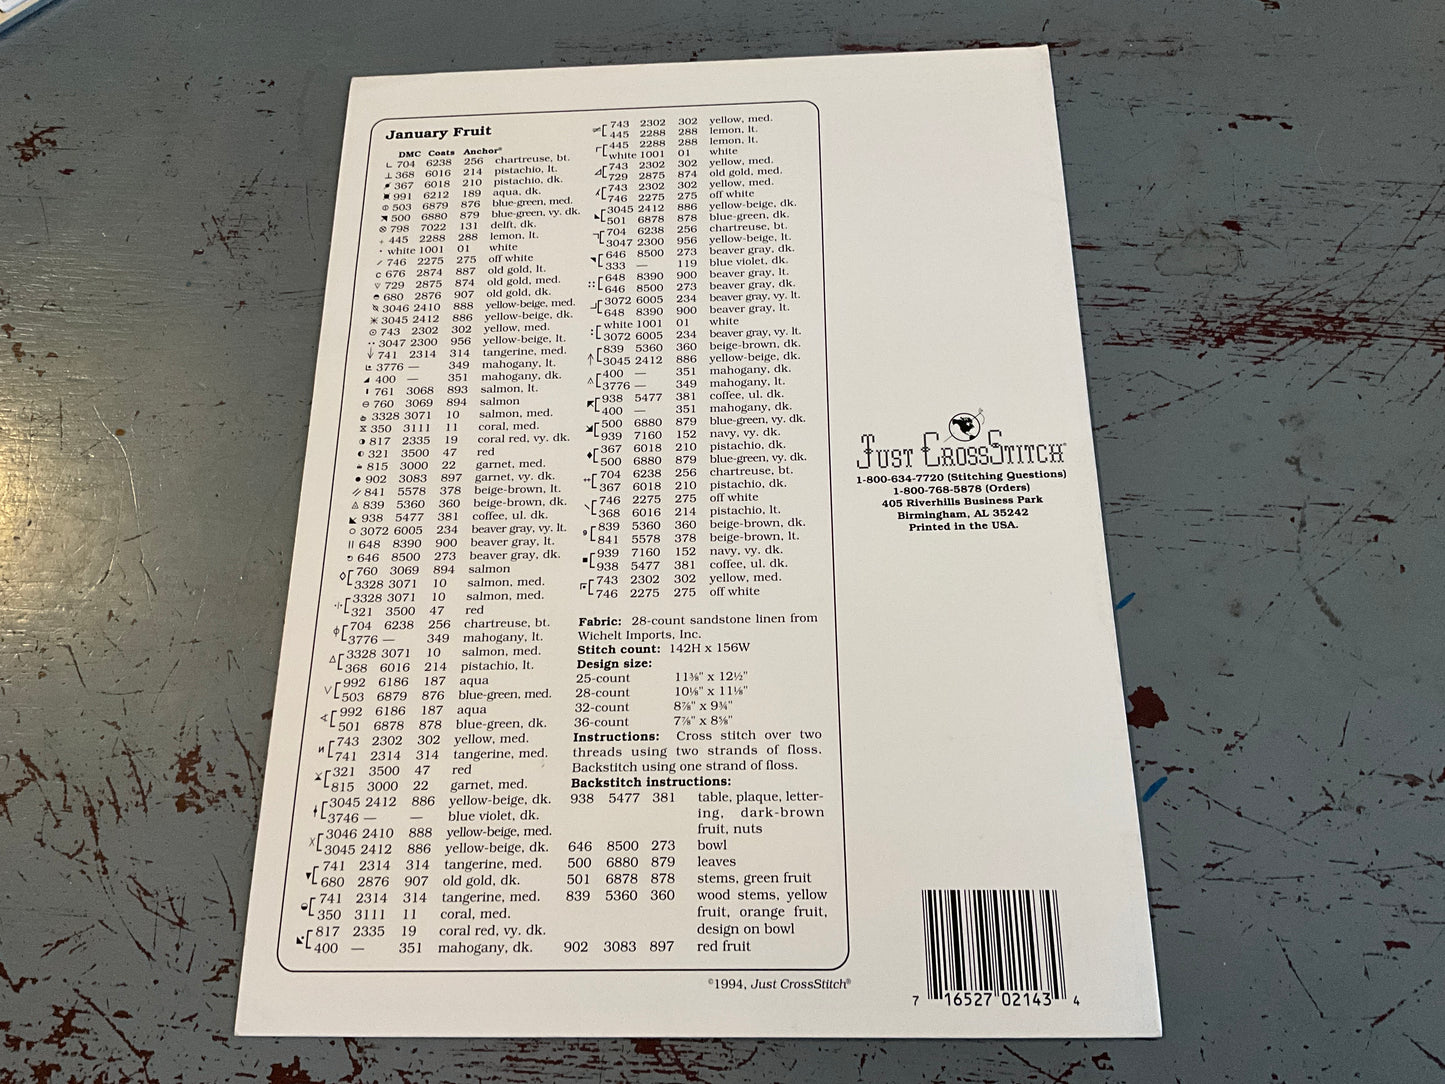 January Fruit
DMC Coats Anchor®
704 6238 256 chartreuse, bt.
368 6016 214 pistachio, lt.
367 6018 210 pistachio, dk.
991 6212 189 aqua, dk.
503 6879 876 blue-green, med.
500 6880 879 blue-green, vy. dk.
798 7022 131 delft, dk.
445 2288 288 lemon, lt.
white 1001 01 white
746 2275 275 off white
676 2874 887 old gold, lt.
729 2875 874 old gold, med.
680 2876 907 old gold, dk.
3046 2410 888 yellow-beige, med.
3045 2412 886 yellow-beige, dk.
743 2302 302 yellow, med.
3047 2300 956 yellow-beige, lt.
741 2314 314 tangerine, med.
3776 — 349 mahogany, lt.
400 — 351 mahogany, dk.
761 3068 893 salmon, lt.
760 3069 894 salmon
3328 3071 10 salmon, med.
350 3111 11 coral, med.
817 2335 19 coral red, vy. dk.
321 3500 47 red
815 3000 22 garnet, med.
902 3083 897 garnet, vy. dk.
841 5578 378 beige-brown, lt.
839 5360 360 beige-brown, dk.
938 5477 381 coffee, ul. dk.
3072 6005 234 beaver gray, vy. lt.
648 8390 900 beaver gray, lt.
646 8500 273 beaver gray, dk.
760 3069 894 salmon
3328 3071 10 salmon, med.
3328 3071 10 salmon, med.
321 3500 47 red
704 6238 256 chartreuse, bt.
3776 — 349 mahogany, lt.
3328 3071 10 salmon, med.
368 6016 214 pistachio, lt.
992 6186 187 aqua
503 6879 876 blue-green, med.
992 6186 187 aqua
501 6878 878 blue-green, dk.
743 2302 302 yellow, med.
741 2314 314 tangerine, med.
321 3500 47 red
815 3000 22 garnet, med.
3045 2412 886 yellow-beige, dk.
3746 — — blue violet, dk.
3046 2410 888 yellow-beige, med.
3045 2412 886 yellow-beige, dk.
741 2314 314 tangerine, med.
680 2876 907 old gold, dk.
741 2314 314 tangerine, med.
350 3111 11 coral, med.
817 2335 19 coral red, vy. dk.
400 — 351 mahogany, dk.
743 2302 302 yellow, med.
445 2288 288 lemon, lt.
445 2288 288 lemon, lt.
white 1001 01 white
743 2302 302 yellow, med.
729 2875 874 old gold, med.
743 2302 302 yellow, med.
746 2275 275 off white
3045 2412 886 yellow-beige, dk.
501 6878 878 blue-green, dk.
704 6238 256 chartreuse, bt.
3047 2300 956 yellow-beige, lt.
646 8500 273 beaver gray, dk.
333 — 119 blue violet, dk.
648 8390 900 beaver gray, lt.
646 8500 273 beaver gray, dk.
3072 6005 234 beaver gray, vy. lt.
648 8390 900 beaver gray, lt.
white 1001 01 white
3072 6005 234 beaver gray, vy. lt.
839 5360 360 beige-brown, dk.
3045 2412 886 yellow-beige, dk.
400 — 351 mahogany, dk.
3776 — 349 mahogany, lt.
938 5477 381 coffee, ul. dk.
400 — 351 mahogany, dk.
500 6880 879 blue-green, vy. dk.
939 7160 152 navy, vy. dk.
367 6018 210 pistachio, dk.
500 6880 879 blue-green, vy. dk.
704 6238 256 chartreuse, bt.
367 6018 210 pistachio, dk.
746 2275 275 off white
368 6016 214 pistachio, lt.
839 5360 360 beige-brown, dk.
841 5578 378 beige-brown, lt.
939 7160 152 navy, vy. dk.
938 5477 381 coffee, ul. dk.
743 2302 302 yellow, med.
746 2275 275 off white
Fabric: 28-count sandstone linen from
Wichelt Imports, Inc.
Stitch count: 142H x 156W
Design size:
25-count 11⅜" x 12½"
28-count 10⅛" x 11⅛"
32-count 8⅞" x 9¾"
36-count 7⅞" x 8⅝"
Instructions: Cross stitch over two
threads using two strands of floss.
Backstitch using one strand of floss.
Backstitch instructions:
938 5477 381 table, plaque, letter-
ing, dark-brown
fruit, nuts
646 8500 273 bowl
500 6880 879 leaves
501 6878 878 stems, green fruit
839 5360 360 wood stems, yellow
fruit, orange fruit,
design on bowl
902 3083 897 red fruit
©1994, Just CrossStitch®
JUST CROSSSTITCH®
1-800-634-7720 (Stitching Questions)
1-800-768-5878 (Orders)
405 Riverhills Business Park
Birmingham, AL 35242
Printed in the USA.
7 16527 02143 4